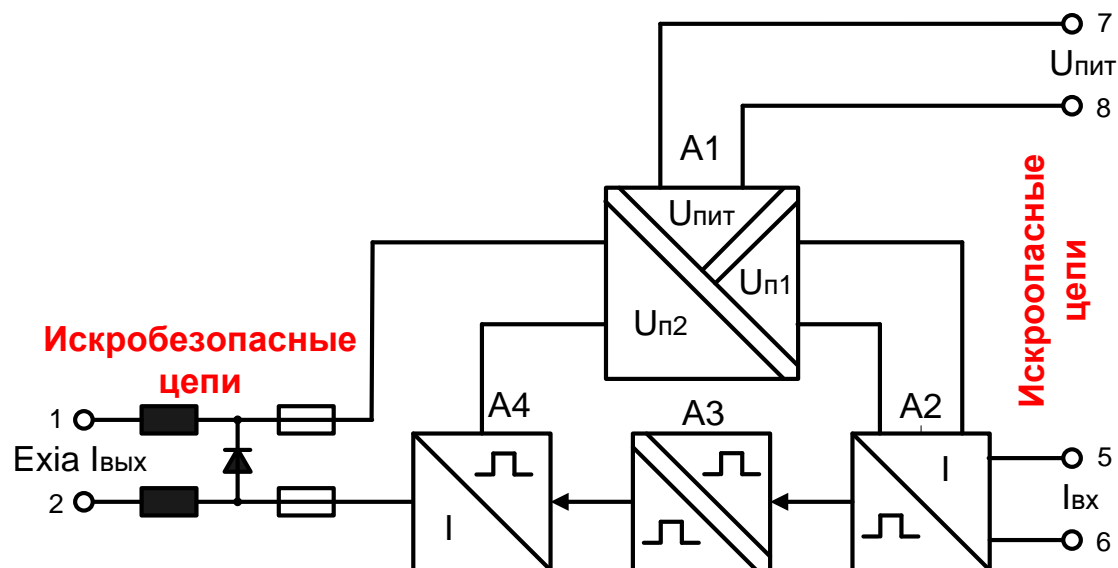 7
Uпит
8
A1
Искроопасные
цепи
Uпит
Uп1
Uп2
Искробезопасные
цепи
1
A4
A3
A2
Exia Iвых
I
5
2
I
Iвх
6